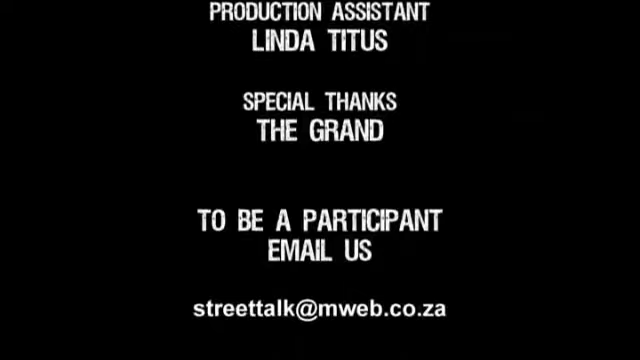 PRODUCTION ASSISTANT
LINDA TITUS
SPECIAL THANKS
THE GRAND
TO BE A PARTICIPANT
EMAIL US
streettalk@mweb.co.za